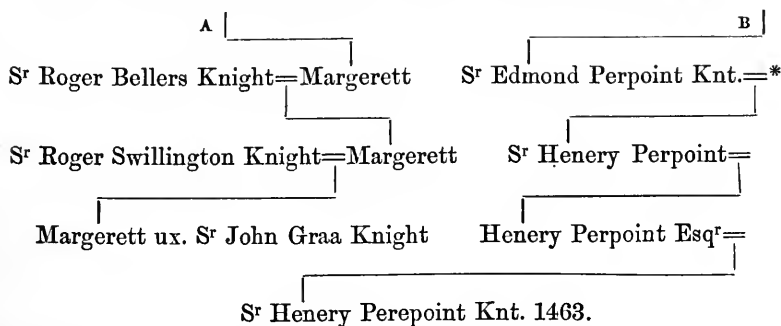 A B
Sr Roger Bellers Knight=Margerett Sr Edmond Perpoint Knt.=*
Sr Roger Swillington Knight=Margerett Sr Henery Perpoint=
Margerett ux. Sr John Graa Knight Henery Perpoint Esqr=
Sr Henery Perepoint Knt. 1463.